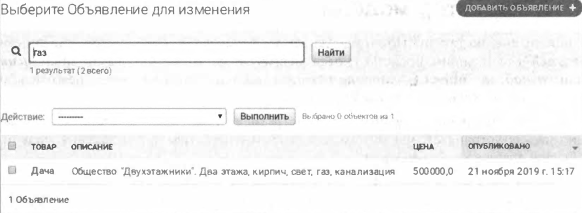 Выберите Объявление для изменения
ДОБАВИТЬ ОБЪЯВЛЕНИЕ +
газ
Найти
1 результат (2 всего)
Действие: --------- Выполнить Выбрано 0 объектов из 1
ТОВАР ОПИСАНИЕ ЦЕНА ОПУБЛИКОВАНО
Дача Общество "Двухэтажники". Два этажа, кирпич, свет, газ, канализация 500000,0 21 ноября 2019 г. 15:17
1 Объявление